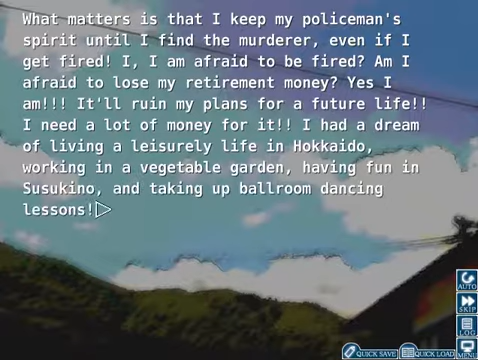 What matters is that I keep my policeman's
spirit until I find the murderer, even if I
get fired! I, I am afraid to be fired? Am I
afraid to lose my retirement money? Yes I
am!!! It'll ruin my plans for a future life!!
I need a lot of money for it!! I had a dream
of living a leisurely life in Hokkaido,
working in a vegetable garden, having fun in
Susukino, and taking up ballroom dancing
lessons!
AUTO
SKIP
LOG
QUICK SAVE
QUICK LOAD
MENU